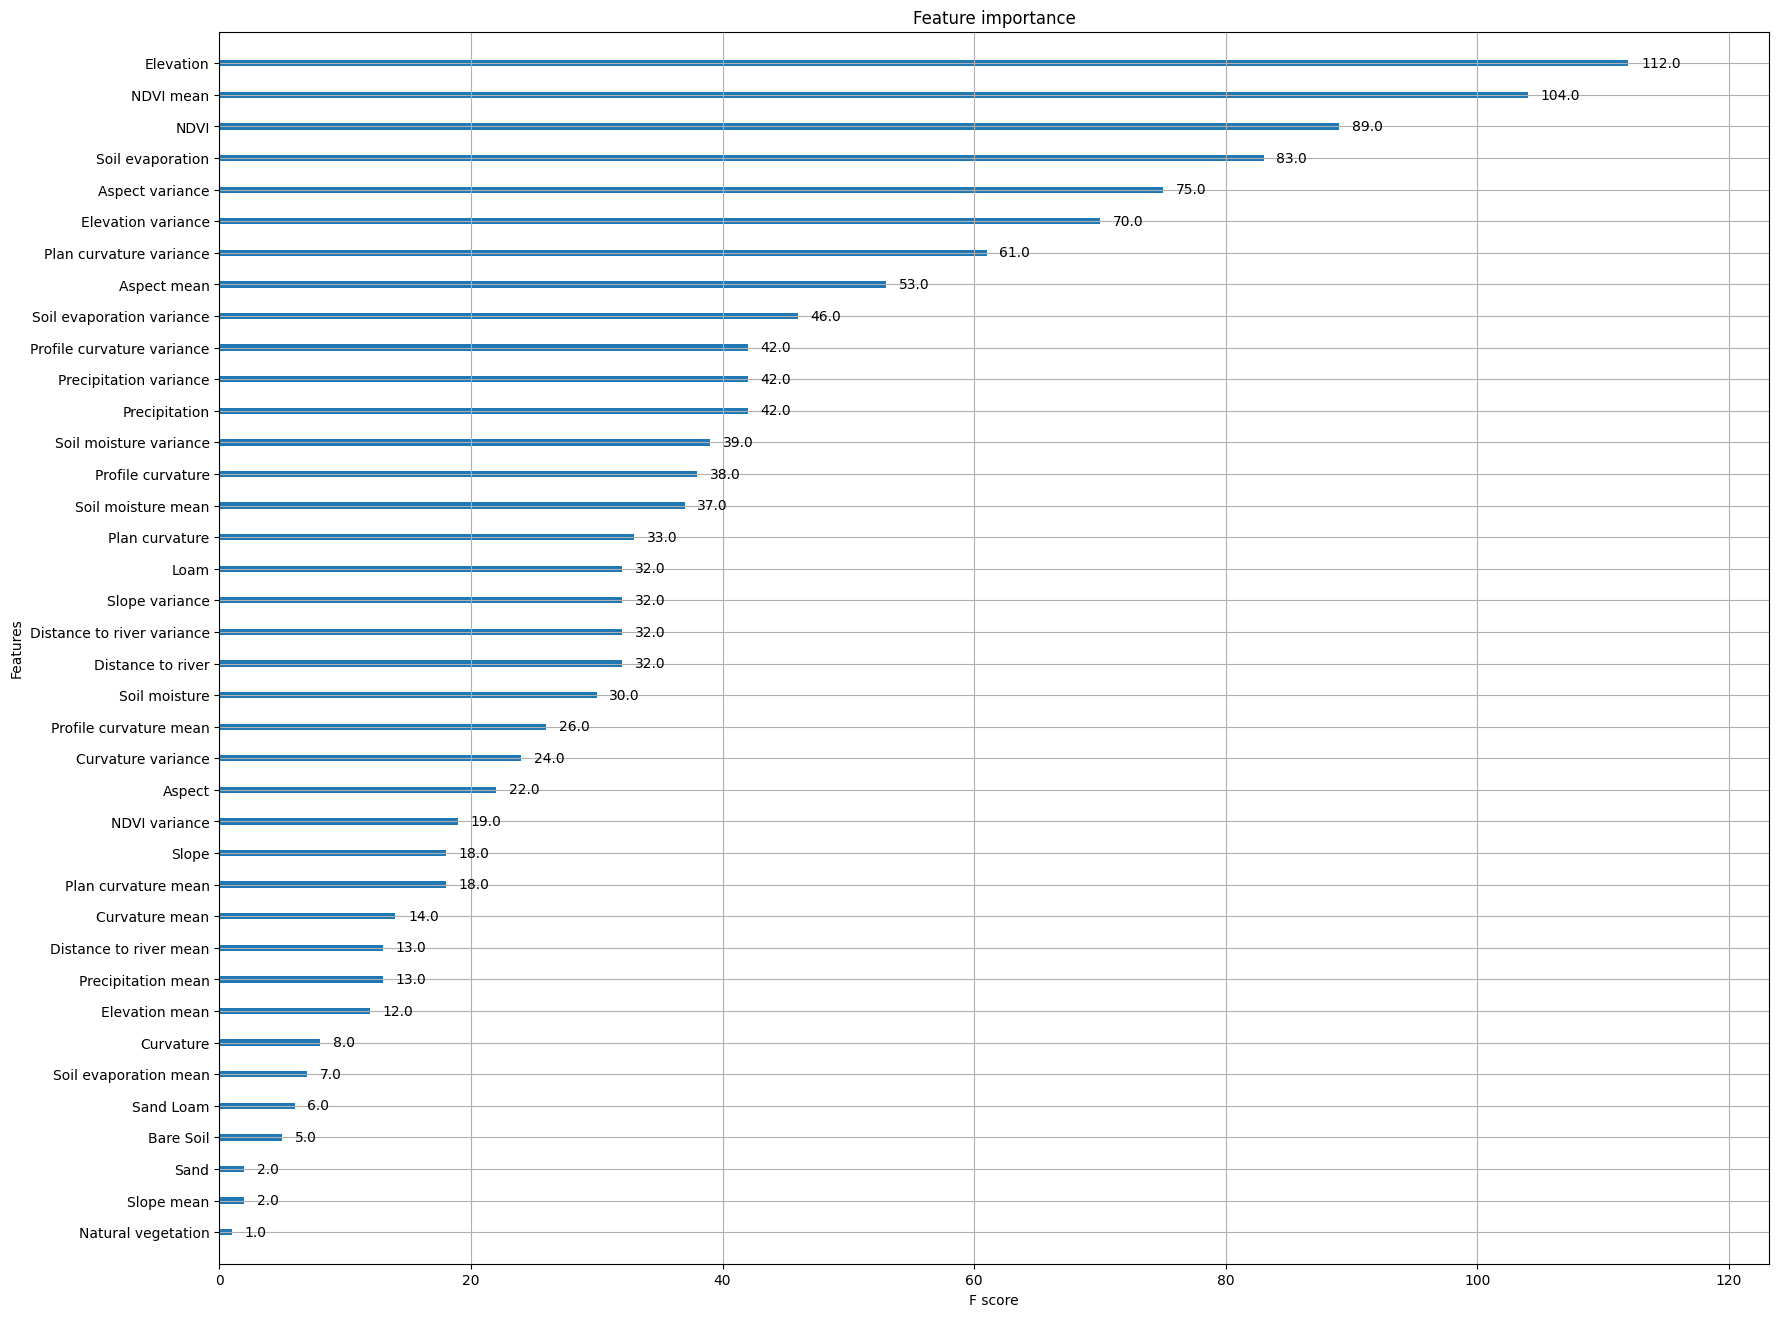 Feature importance
Elevation 112.0
NDVI mean 104.0
NDVI 89.0
Soil evaporation 83.0
Aspect variance 75.0
Elevation variance 70.0
Plan curvature variance 61.0
Aspect mean 53.0
Soil evaporation variance 46.0
Profile curvature variance 42.0
Precipitation variance 42.0
Precipitation 42.0
Soil moisture variance 39.0
Profile curvature 38.0
Soil moisture mean 37.0
Plan curvature 33.0
Loam 32.0
Slope variance 32.0
Distance to river variance 32.0
Distance to river 32.0
Soil moisture 30.0
Profile curvature mean 26.0
Curvature variance 24.0
Aspect 22.0
NDVI variance 19.0
Slope 18.0
Plan curvature mean 18.0
Curvature mean 14.0
Distance to river mean 13.0
Precipitation mean 13.0
Elevation mean 12.0
Curvature 8.0
Soil evaporation mean 7.0
Sand Loam 6.0
Bare Soil 5.0
Sand 2.0
Slope mean 2.0
Natural vegetation 1.0
Features
0 20 40 60 80 100 120
F score